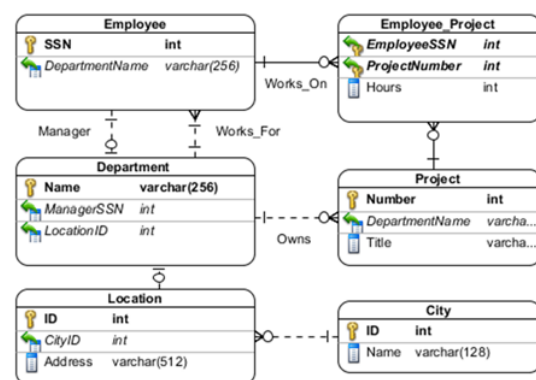 Employee
SSN int
DepartmentName varchar(256)
Employee_Project
EmployeeSSN int
ProjectNumber int
Hours int
Works_On
Manager
Works_For
Department
Name varchar(256)
ManagerSSN int
LocationID int
Project
Number int
DepartmentName varcha...
Title varcha...
Owns
Location
ID int
CityID int
Address varchar(512)
City
ID int
Name varchar(128)